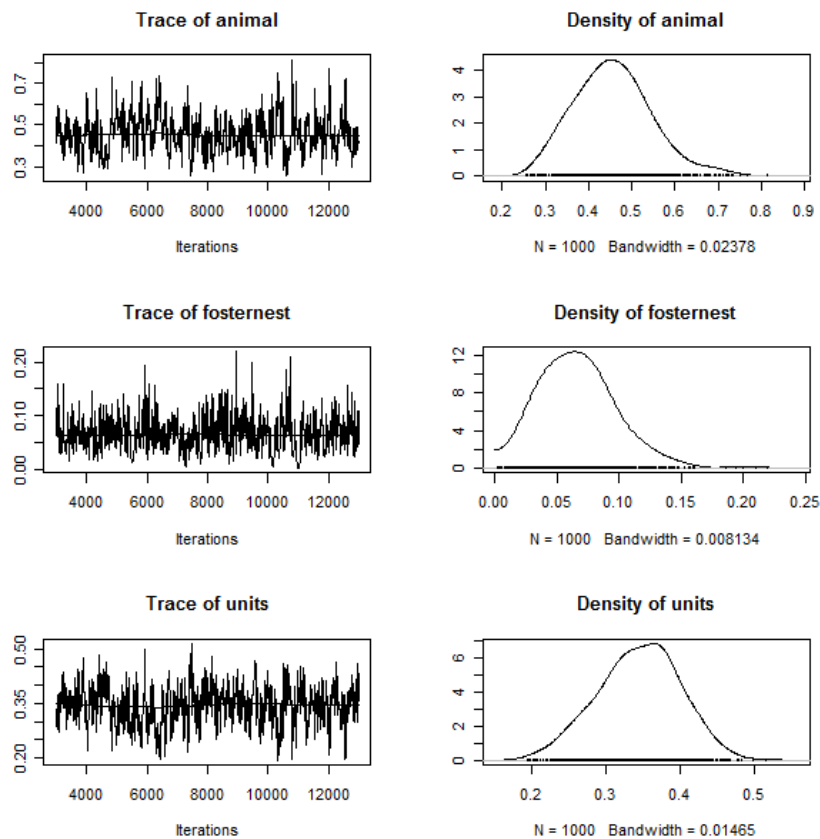 Trace of animal
0.3 0.5 0.7
4000 6000 8000 10000 12000
Iterations
Density of animal
0 1 2 3 4
0.2 0.3 0.4 0.5 0.6 0.7 0.8 0.9
N = 1000 Bandwidth = 0.02378
Trace of fosternest
0.00 0.10 0.20
4000 6000 8000 10000 12000
Iterations
Density of fosternest
0 4 8 12
0.00 0.05 0.10 0.15 0.20 0.25
N = 1000 Bandwidth = 0.008134
Trace of units
0.20 0.35 0.50
4000 6000 8000 10000 12000
Iterations
Density of units
0 2 4 6
0.2 0.3 0.4 0.5
N = 1000 Bandwidth = 0.01465